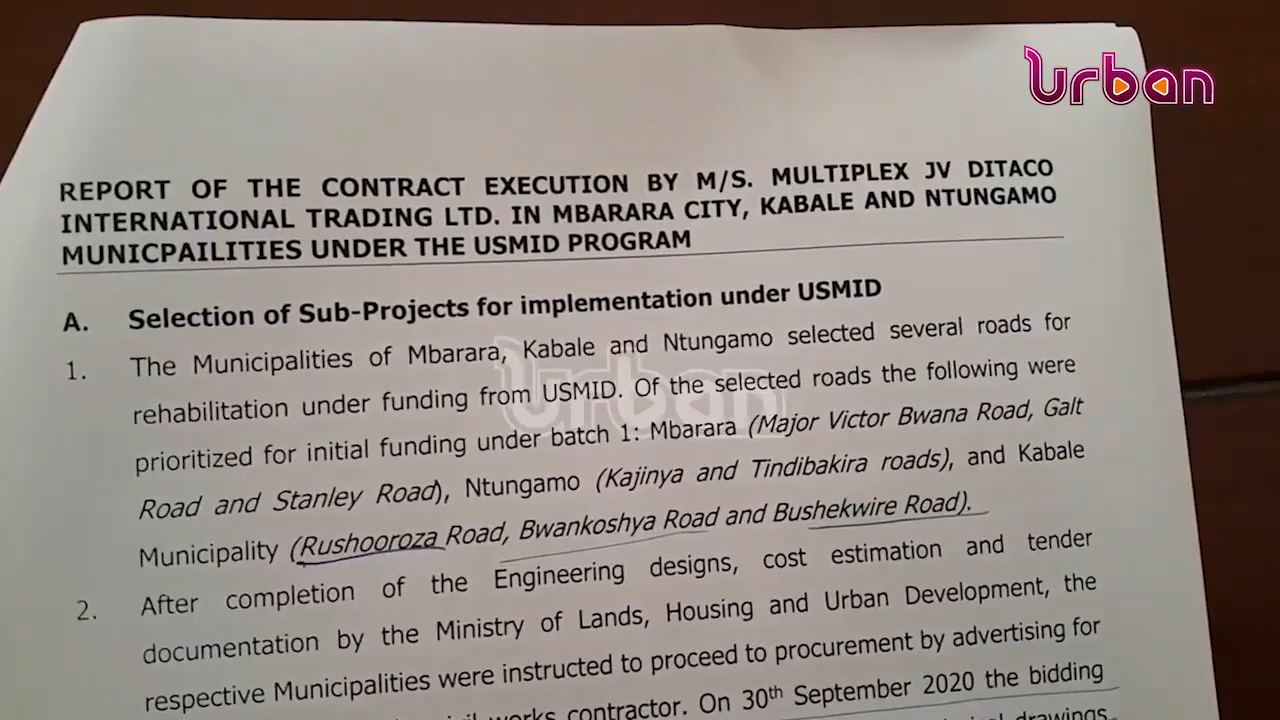 Urban
REPORT OF THE CONTRACT EXECUTION BY M/S. MULTIPLEX JV DITACO
INTERNATIONAL TRADING LTD. IN MBARARA CITY, KABALE AND NTUNGAMO
MUNICPAILITIES UNDER THE USMID PROGRAM
A. Selection of Sub-Projects for implementation under USMID
1. The Municipalities of Mbarara, Kabale and Ntungamo selected several roads for
rehabilitation under funding from USMID. Of the selected roads the following were
Urban
prioritized for initial funding under batch 1: Mbarara (Major Victor Bwana Road, Galt
Road and Stanley Road), Ntungamo (Kajinya and Tindibakira roads), and Kabale
Municipality (Rushooroza Road, Bwankoshya Road and Bushekwire Road).
2. After completion of the Engineering designs, cost estimation and tender
documentation by the Ministry of Lands, Housing and Urban Development, the
respective Municipalities were instructed to proceed to procurement by advertising for
works contractor. On 30th September 2020 the bidding
drawings